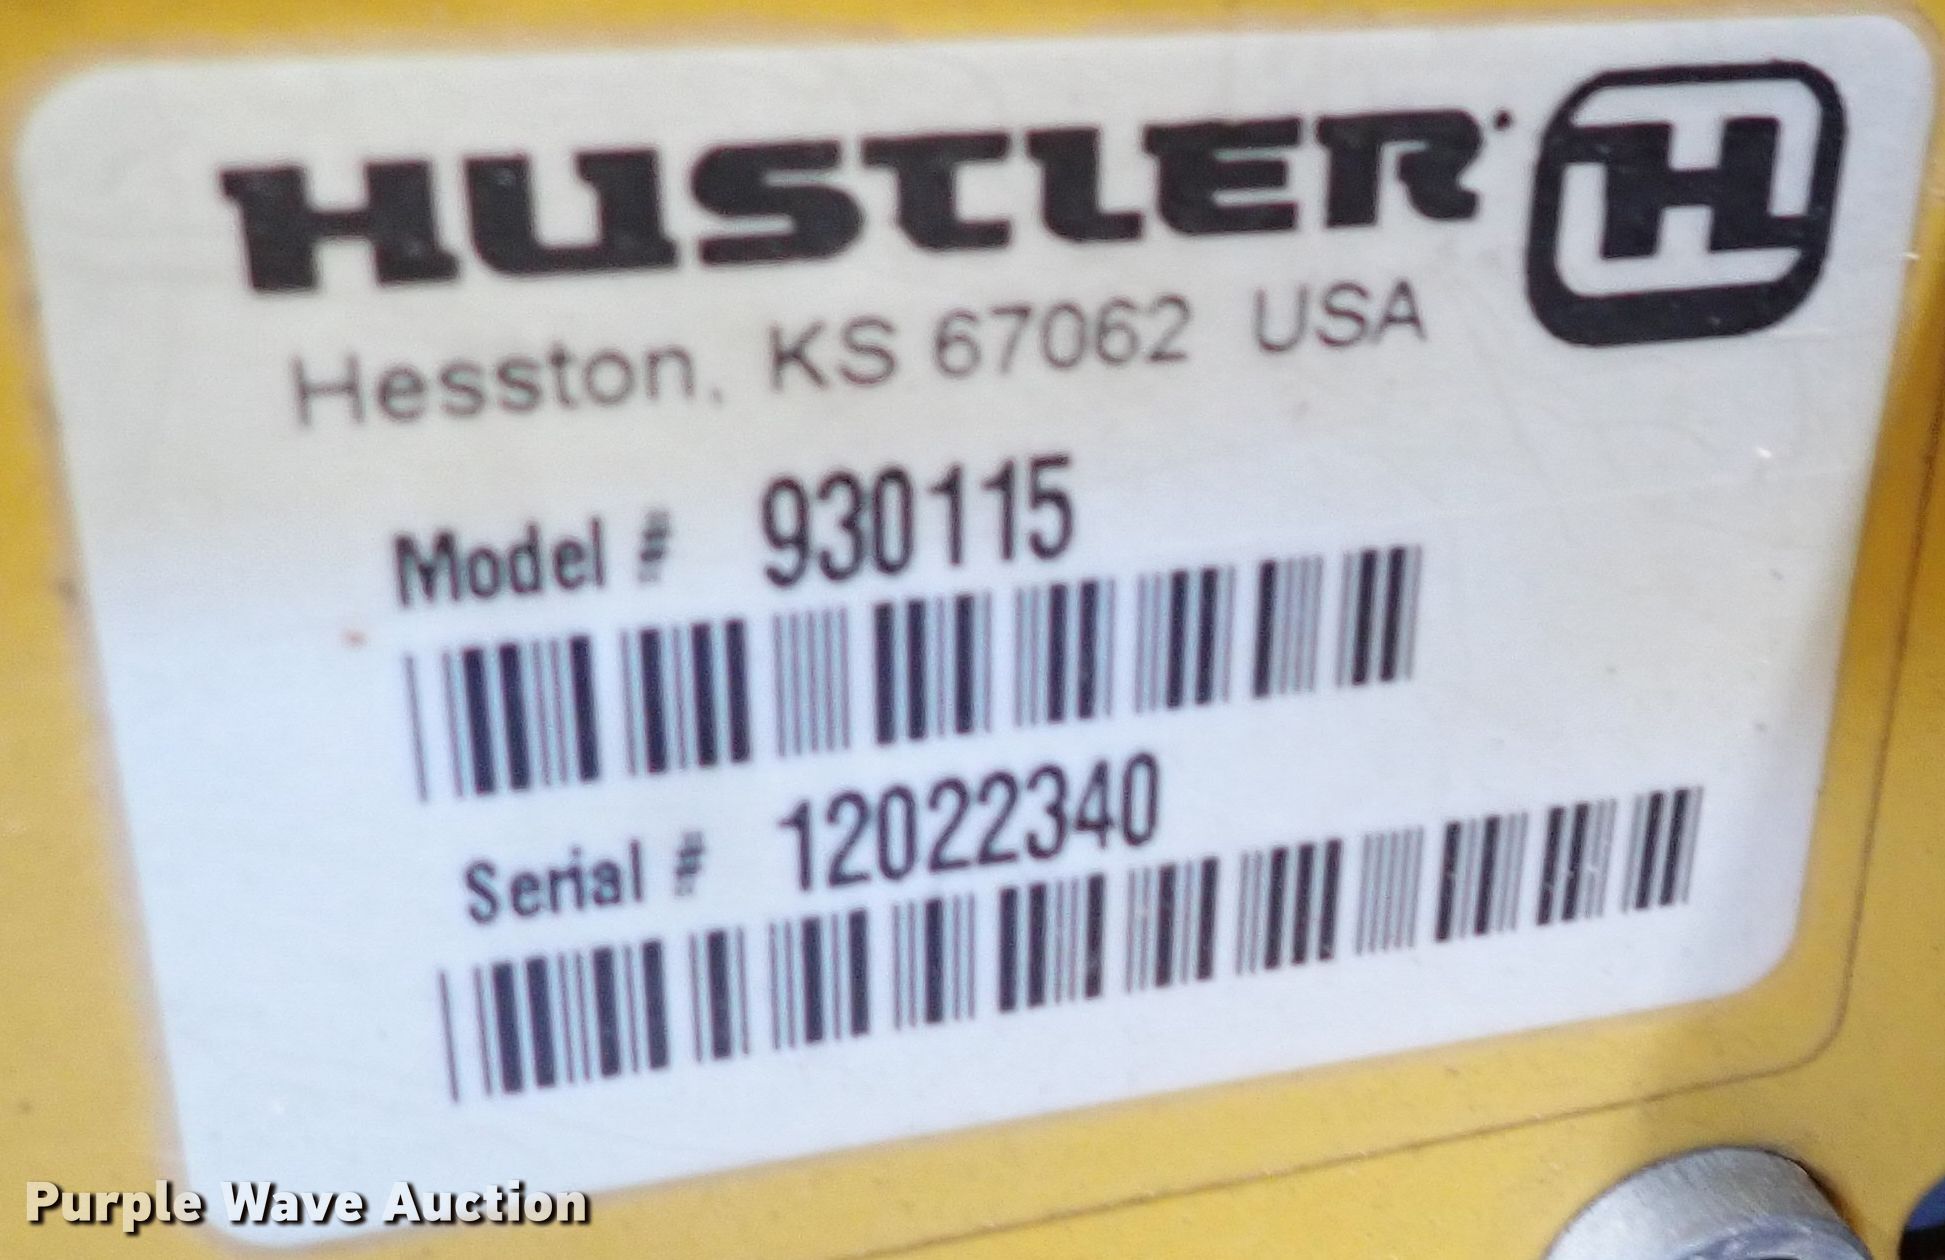 HUSTLER H
Hesston, KS 67062 USA
Model # 930115
Serial # 12022340
Purple Wave Auction